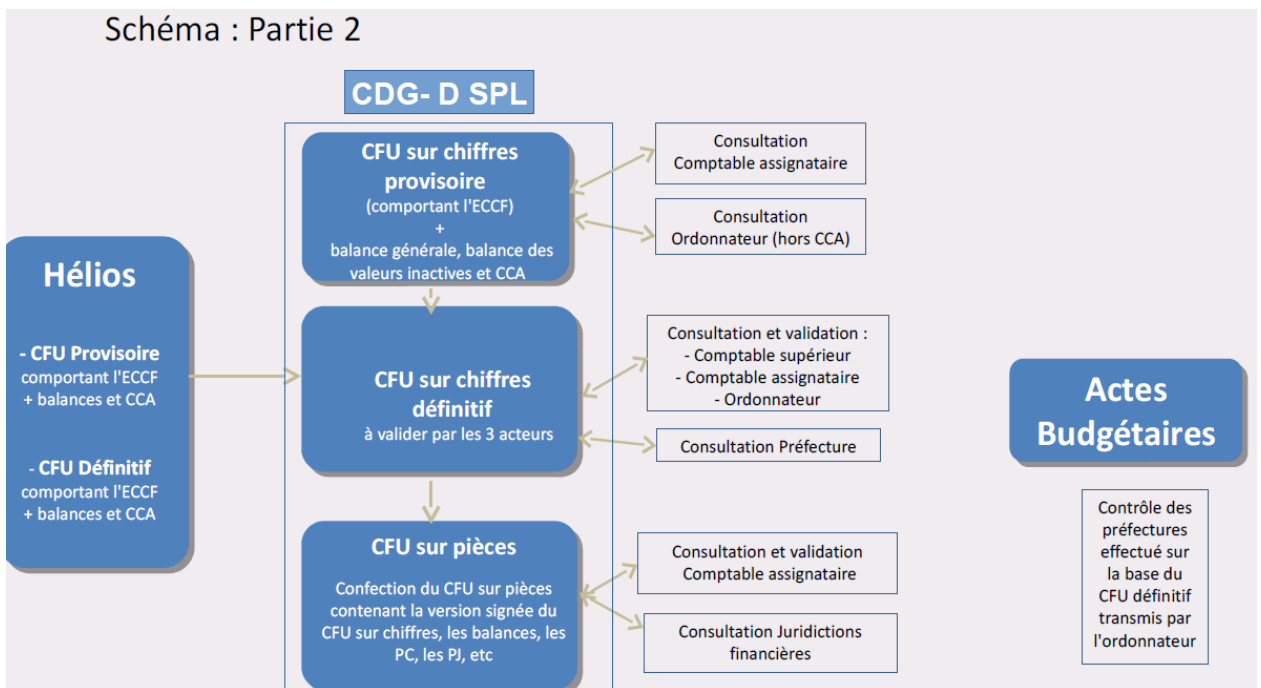 Schéma : Partie 2
CDG- D SPL
CFU sur chiffres
provisoire
(comportant l'ECCF)
+
balance générale, balance des
valeurs inactives et CCA
Consultation
Comptable assignataire
Consultation
Ordonnateur (hors CCA)
Hélios
- CFU Provisoire
comportant l'ECCF
+ balances et CCA
- CFU Définitif
comportant l'ECCF
+ balances et CCA
CFU sur chiffres
définitif
à valider par les 3 acteurs
Consultation et validation :
- Comptable supérieur
- Comptable assignataire
- Ordonnateur
Consultation Préfecture
CFU sur pièces
Confection du CFU sur pièces
contenant la version signée du
CFU sur chiffres, les balances, les
PC, les PJ, etc
Consultation et validation
Comptable assignataire
Consultation Juridictions
financières
Actes
Budgétaires
Contrôle des
préfectures
effectué sur
la base du
CFU définitif
transmis par
l'ordonnateur